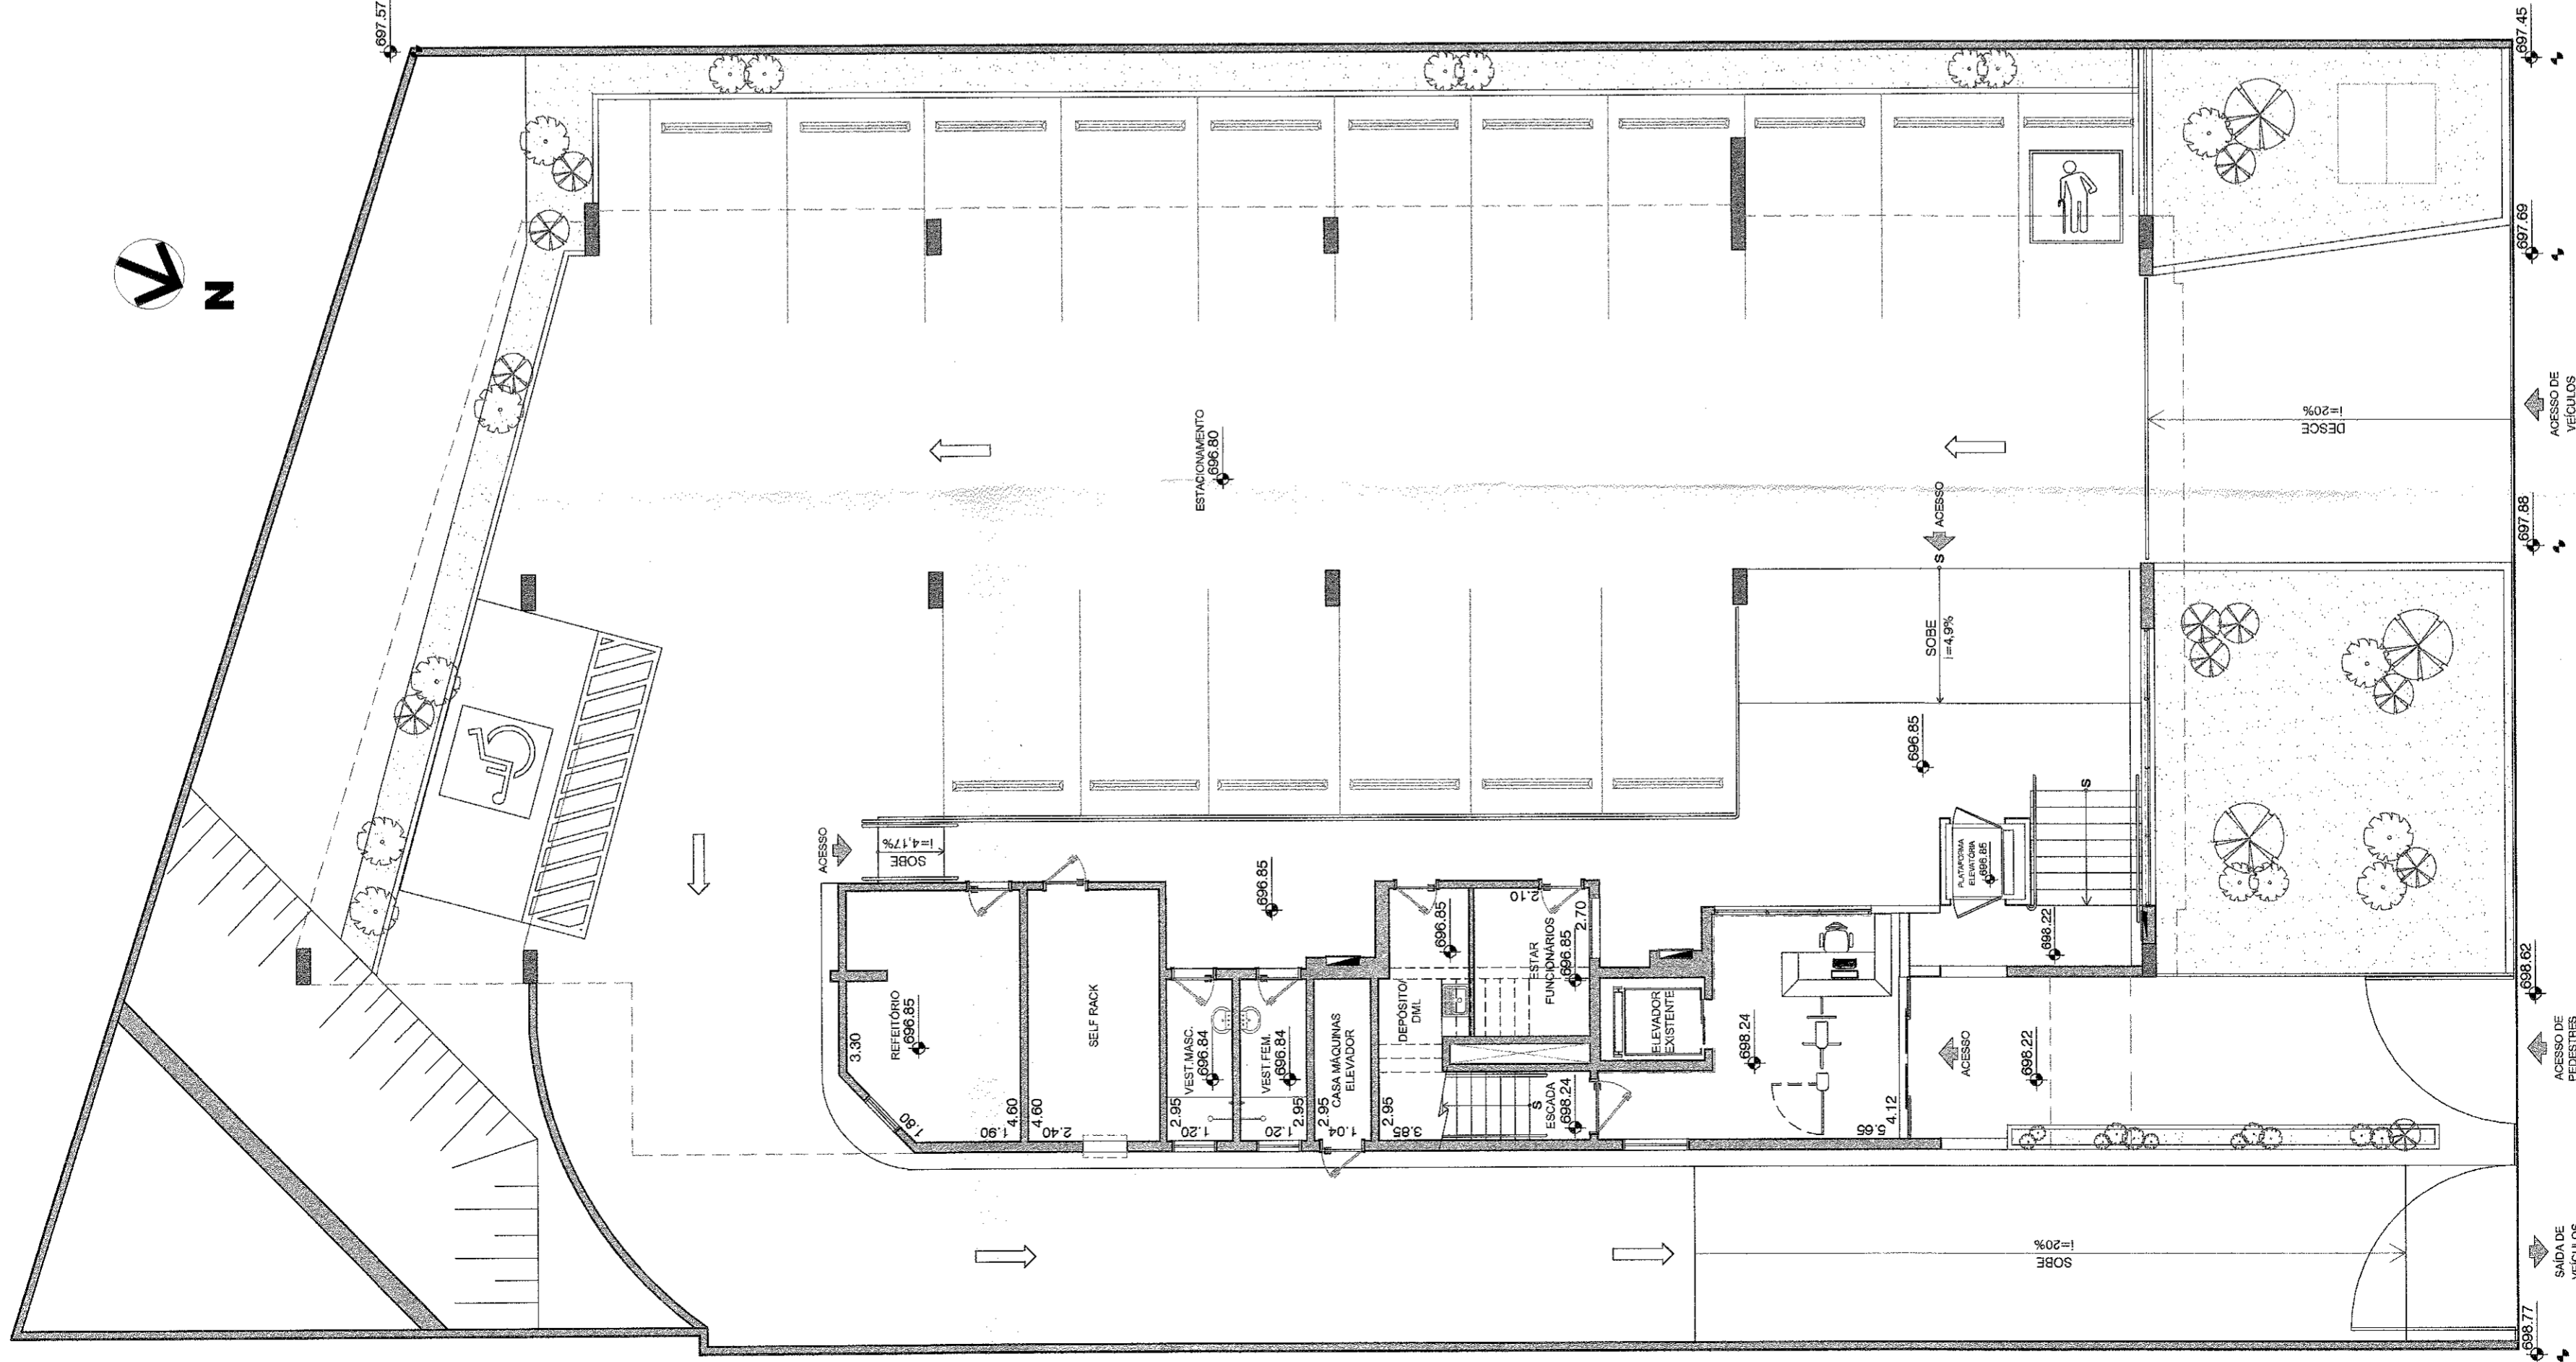 697.57
697.45
N
697.69
ACESSO DE
VEÍCULOS
DESCE
i=20%
ESTACIONAMENTO
696.80
ACESSO
S
697.88
SOBE
i=4,9%
696.85
S
PLATAFORMA
ELEVATÓRIA
696.85
698.22
ACESSO
SOBE
i=4,17%
696.85
REFEITÓRIO
696.85
3.30
1.80
1.90
4.60
SELF RACK
4.60
2.40
VEST.MASC.
696.84
2.95
1.20
VEST.FEM.
696.84
2.95
1.20
CASA MÁQUINAS
ELEVADOR
2.95
1.04
DEPÓSITO/
DML
696.85
2.95
3.85
ESTAR
FUNCIONÁRIOS
696.85
2.10
2.70
ELEVADOR
EXISTENTE
ESCADA
698.24
S
698.24
4.12
5.65
ACESSO
698.22
698.62
ACESSO DE
PEDESTRES
SOBE
i=20%
SAÍDA DE
VEÍCULOS
698.77